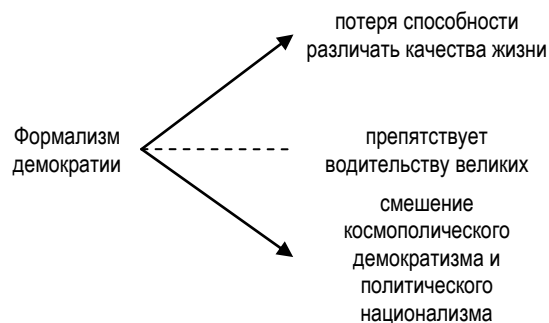 потеря способности
различать качества жизни
Формализм
демократии
препятствует
водительству великих
смешение
космополического
демократизма и
политического
национализма